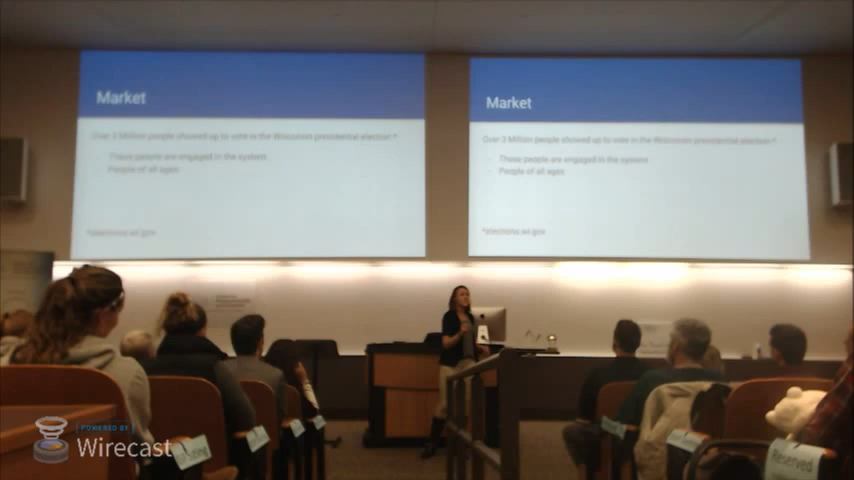 Market
Over 3 Million people showed up to vote in the Wisconsin presidential election.*
- These people are engaged in the system
- People of all ages
*elections.wi.gov
Market
Over 3 Million people showed up to vote in the Wisconsin presidential election.*
- These people are engaged in the system
- People of all ages
*elections.wi.gov
POWERED BY
Wirecast
Reserved